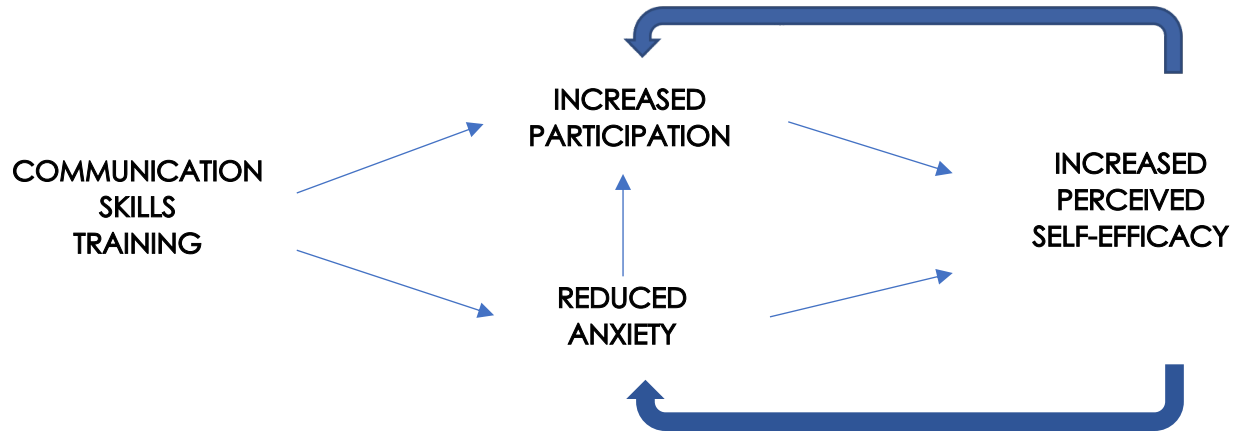 COMMUNICATION
SKILLS
TRAINING
INCREASED
PARTICIPATION
REDUCED
ANXIETY
INCREASED
PERCEIVED
SELF-EFFICACY